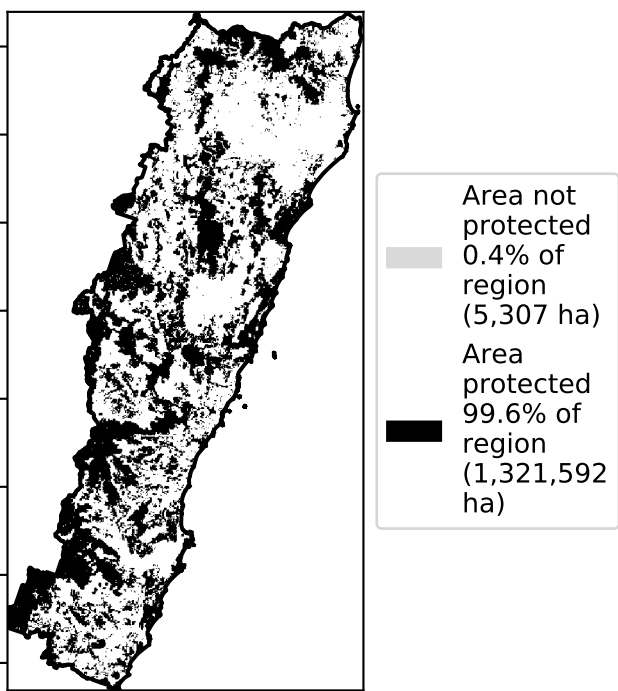 Area not
protected
0.4% of
region
(5,307 ha)
Area
protected
99.6% of
region
(1,321,592
ha)